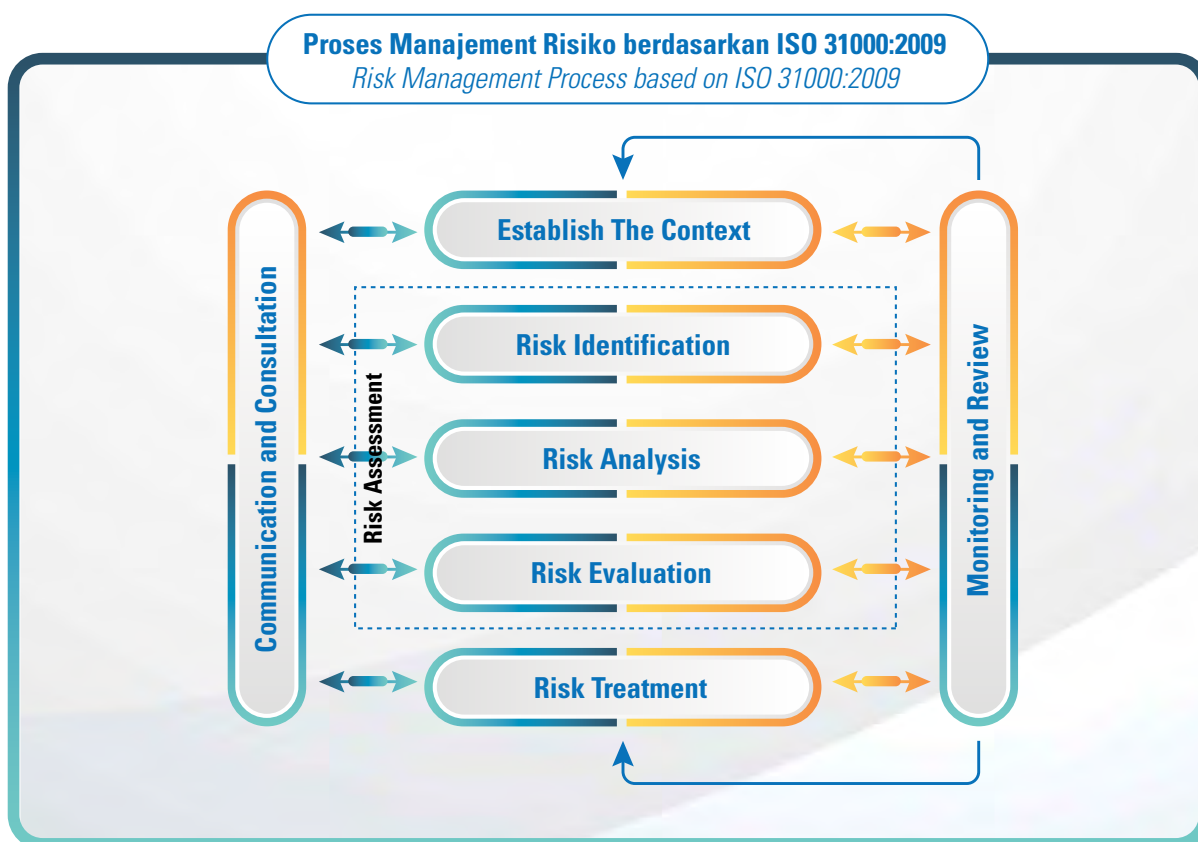 Proses Manajement Risiko berdasarkan ISO 31000:2009
Risk Management Process based on ISO 31000:2009
Communication and Consultation
Establish The Context
Risk Assessment
Risk Identification
Risk Analysis
Risk Evaluation
Risk Treatment
Monitoring and Review